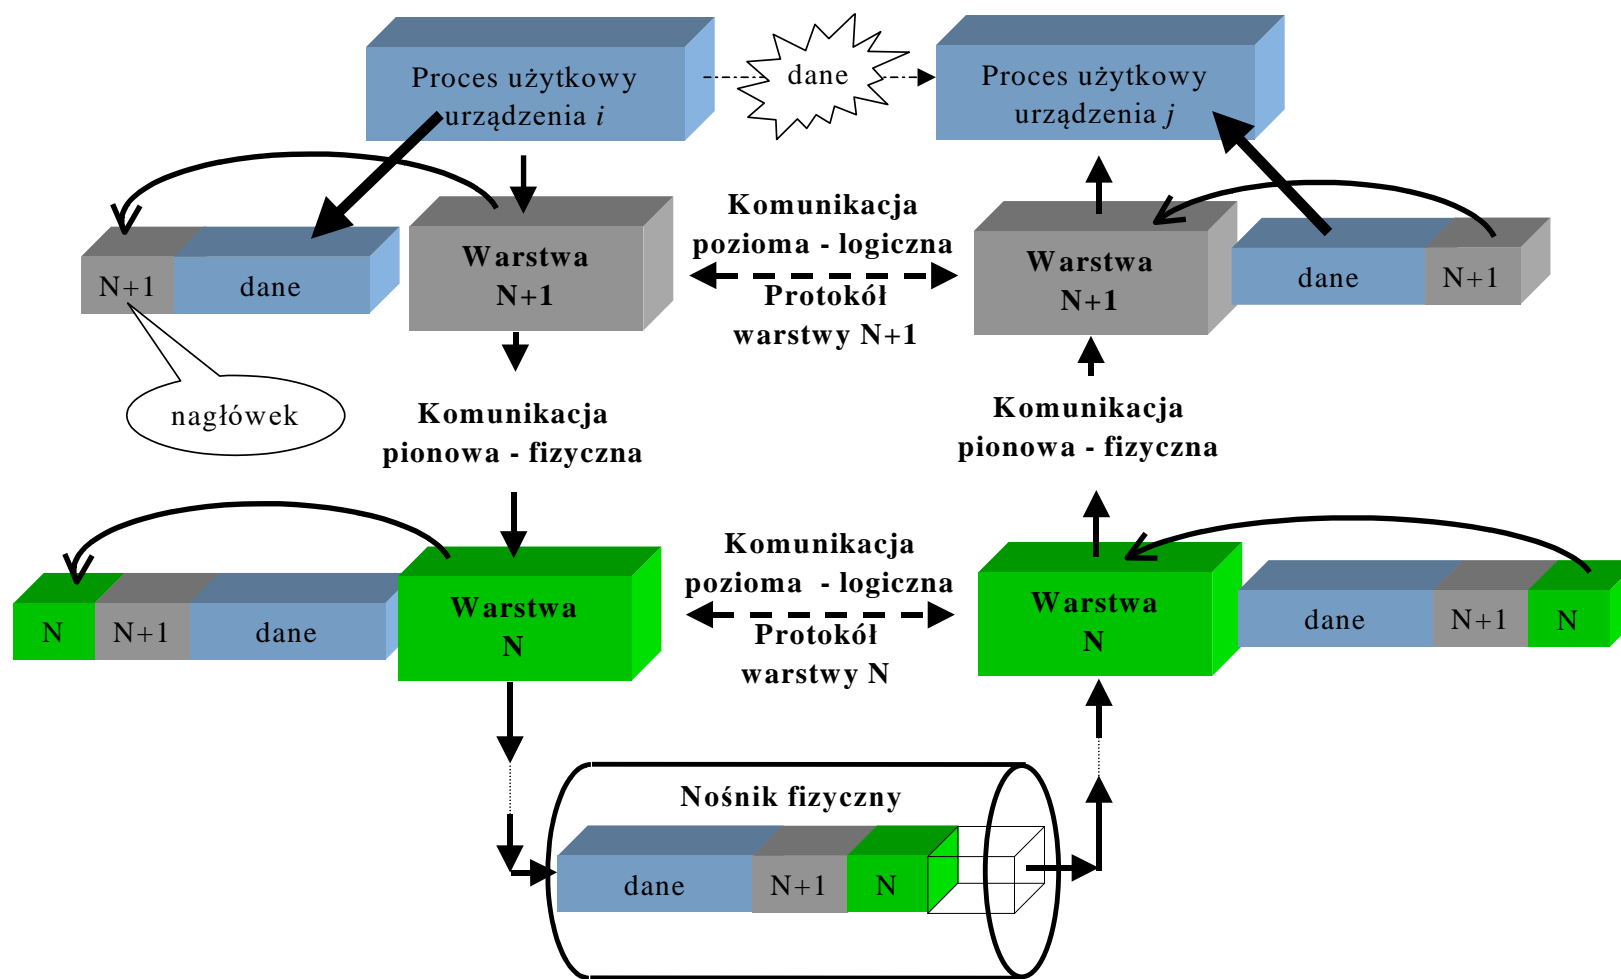 Proces użytkowy
urządzenia i
dane
Proces użytkowy
urządzenia j
N+1
dane
Warstwa
N+1
Komunikacja
pozioma - logiczna
Protokół
warstwy N+1
Warstwa
N+1
dane
N+1
nagłówek
Komunikacja
pionowa - fizyczna
Komunikacja
pionowa - fizyczna
N
N+1
dane
Warstwa
N
Komunikacja
pozioma - logiczna
Protokół
warstwy N
Warstwa
N
dane
N+1
N
Nośnik fizyczny
dane
N+1
N